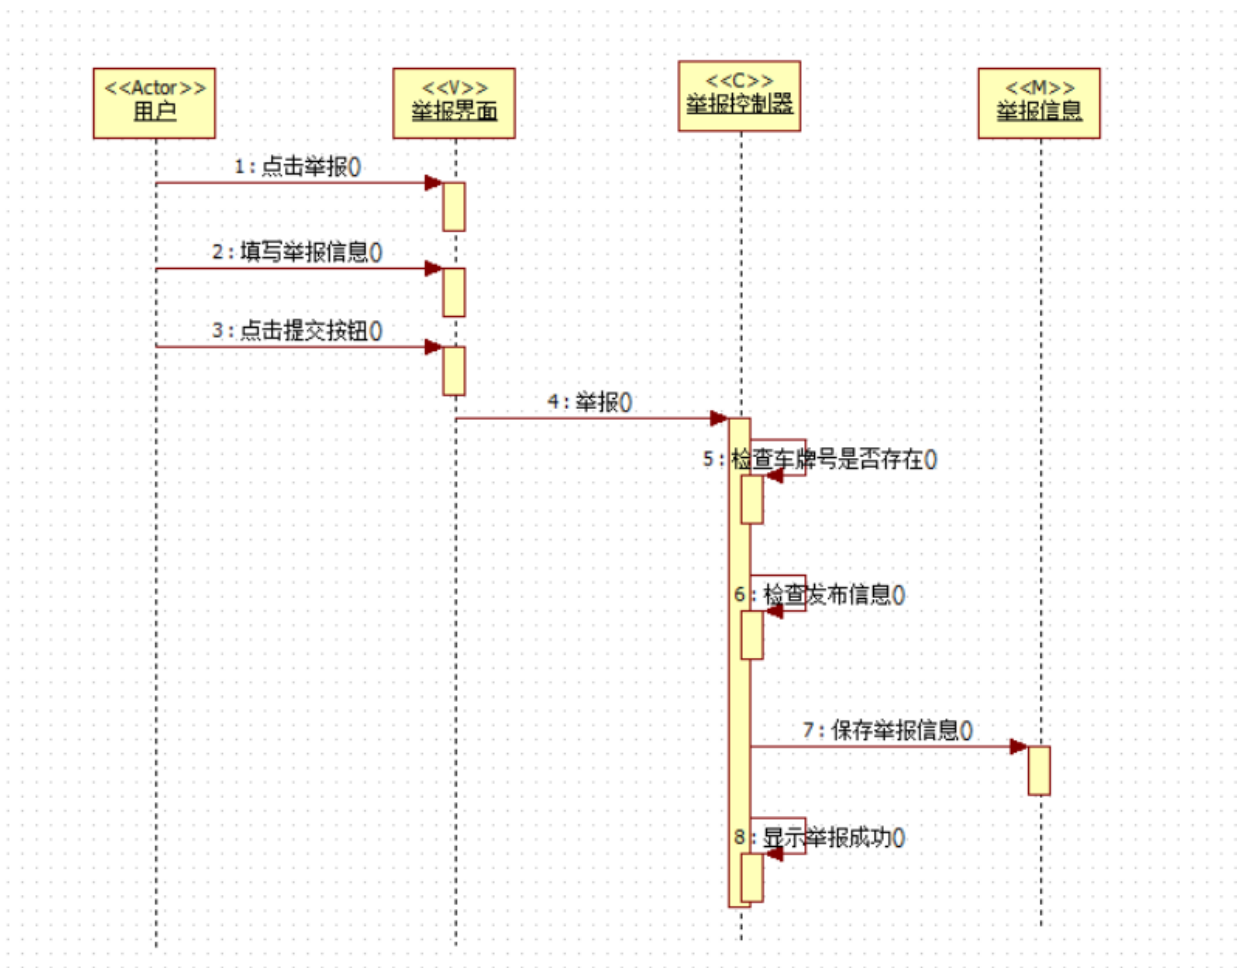 <<Actor>>
用户
<<V>>
举报界面
<<C>>
举报控制器
<<M>>
举报信息
1:点击举报()
2:填写举报信息()
3:点击提交按钮()
4:举报()
5:检查车牌号是否存在()
6:检查发布信息()
7:保存举报信息()
8:显示举报成功()